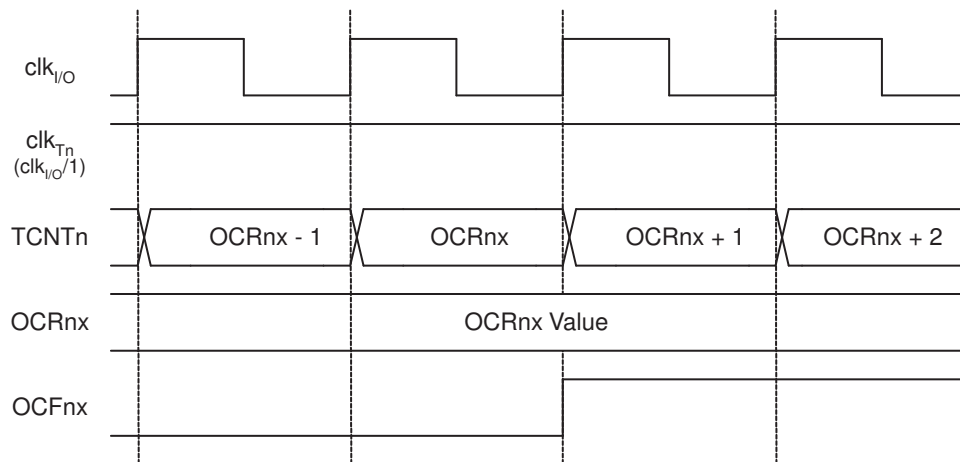 clkI/O
clkTn
(clkI/O/1)
TCNTn
OCRnx - 1
OCRnx
OCRnx + 1
OCRnx + 2
OCRnx
OCRnx Value
OCFnx